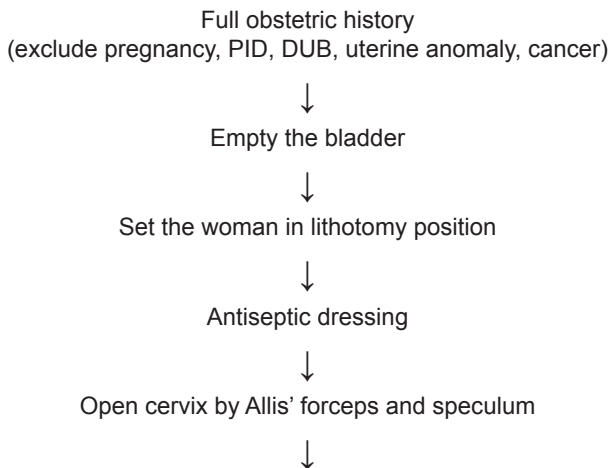 Full obstetric history
(exclude pregnancy, PID, DUB, uterine anomaly, cancer)
↓
Empty the bladder
↓
Set the woman in lithotomy position
↓
Antiseptic dressing
↓
Open cervix by Allis’ forceps and speculum
↓